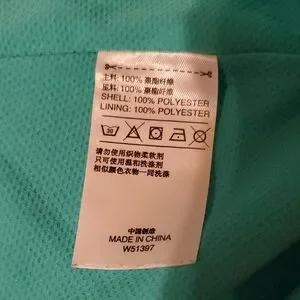 主料: 100% 聚酯纤维
里料: 100% 聚酯纤维
SHELL: 100% POLYESTER
LINING: 100% POLYESTER
30
请勿使用织物柔软剂
只可使用温和洗涤剂
相似颜色衣物一同洗涤
中国制造
MADE IN CHINA
W51397